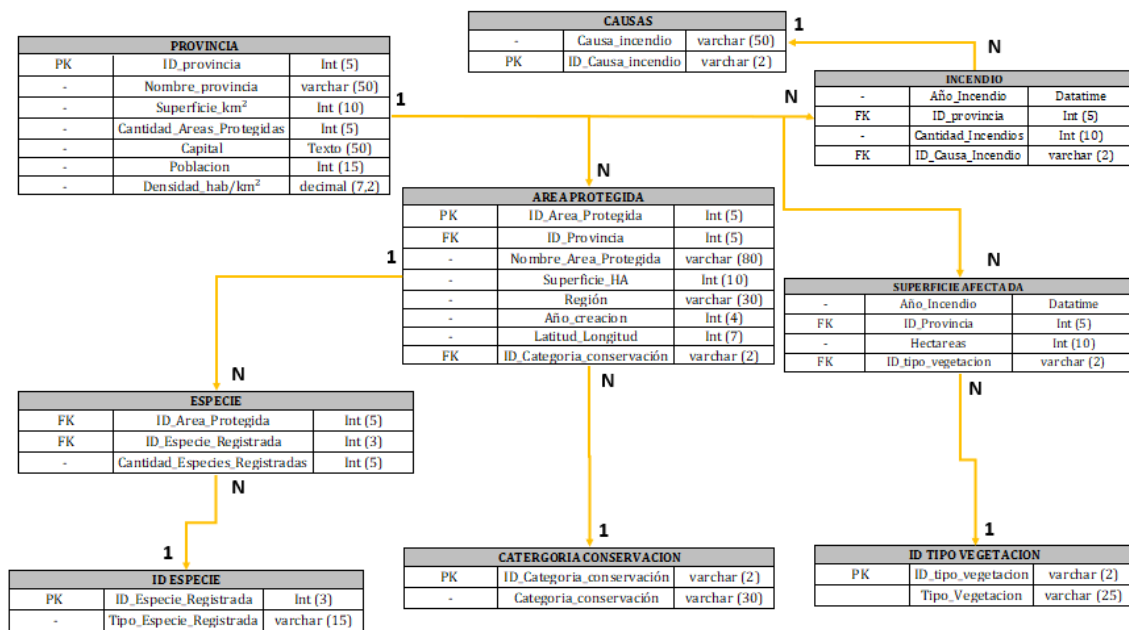 PROVINCIA
PK ID_provincia Int (5)
- Nombre_provincia varchar (50)
- Superficie_km² Int (10)
- Cantidad_Areas_Protegidas Int (5)
- Capital Texto (50)
- Poblacion Int (15)
- Densidad_hab/km² decimal (7,2)
CAUSAS
- Causa_incendio varchar (50)
PK ID_Causa_incendio varchar (2)
1
N
INCENDIO
- Año_Incendio Datatime
FK ID_provincia Int (5)
- Cantidad_Incendios Int (10)
FK ID_Causa_Incendio varchar (2)
1
N
N
AREA PROTEGIDA
PK ID_Area_Protegida Int (5)
FK ID_Provincia Int (5)
- Nombre_Area_Protegida varchar (80)
- Superficie_HA Int (10)
- Región varchar (30)
- Año_creacion Int (4)
- Latitud_Longitud Int (7)
FK ID_Categoria_conservación varchar (2)
1
N
N
N
SUPERFICIE AFECTADA
- Año_Incendio Datatime
FK ID_Provincia Int (5)
- Hectareas Int (10)
FK ID_tipo_vegetacion varchar (2)
N
ESPECIE
FK ID_Area_Protegida Int (5)
FK ID_Especie_Registrada Int (3)
- Cantidad_Especies_Registradas Int (5)
N
1
ID ESPECIE
PK ID_Especie_Registrada Int (3)
- Tipo_Especie_Registrada varchar (15)
1
CATERGORIA CONSERVACION
PK ID_Categoria_conservación varchar (2)
- Categoria_conservación varchar (30)
1
ID TIPO VEGETACION
PK ID_tipo_vegetacion varchar (2)
Tipo_Vegetacion varchar (25)